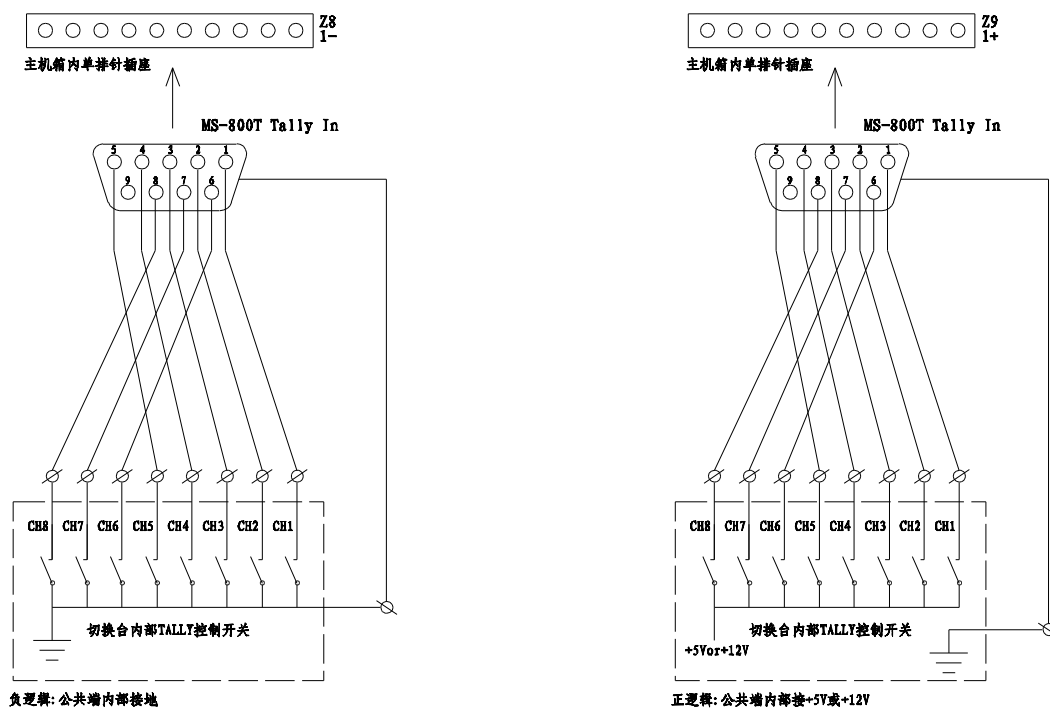 Z8
1-
主机箱内单排针插座
MS-800T Tally In
5 4 3 2 1
9 8 7 6
CH8 CH7 CH6 CH5 CH4 CH3 CH2 CH1
切换台内部TALLY控制开关
负逻辑:公共端内部接地
Z9
1+
主机箱内单排针插座
MS-800T Tally In
5 4 3 2 1
9 8 7 6
CH8 CH7 CH6 CH5 CH4 CH3 CH2 CH1
切换台内部TALLY控制开关
+5Vor+12V
正逻辑:公共端内部接+5V或+12V